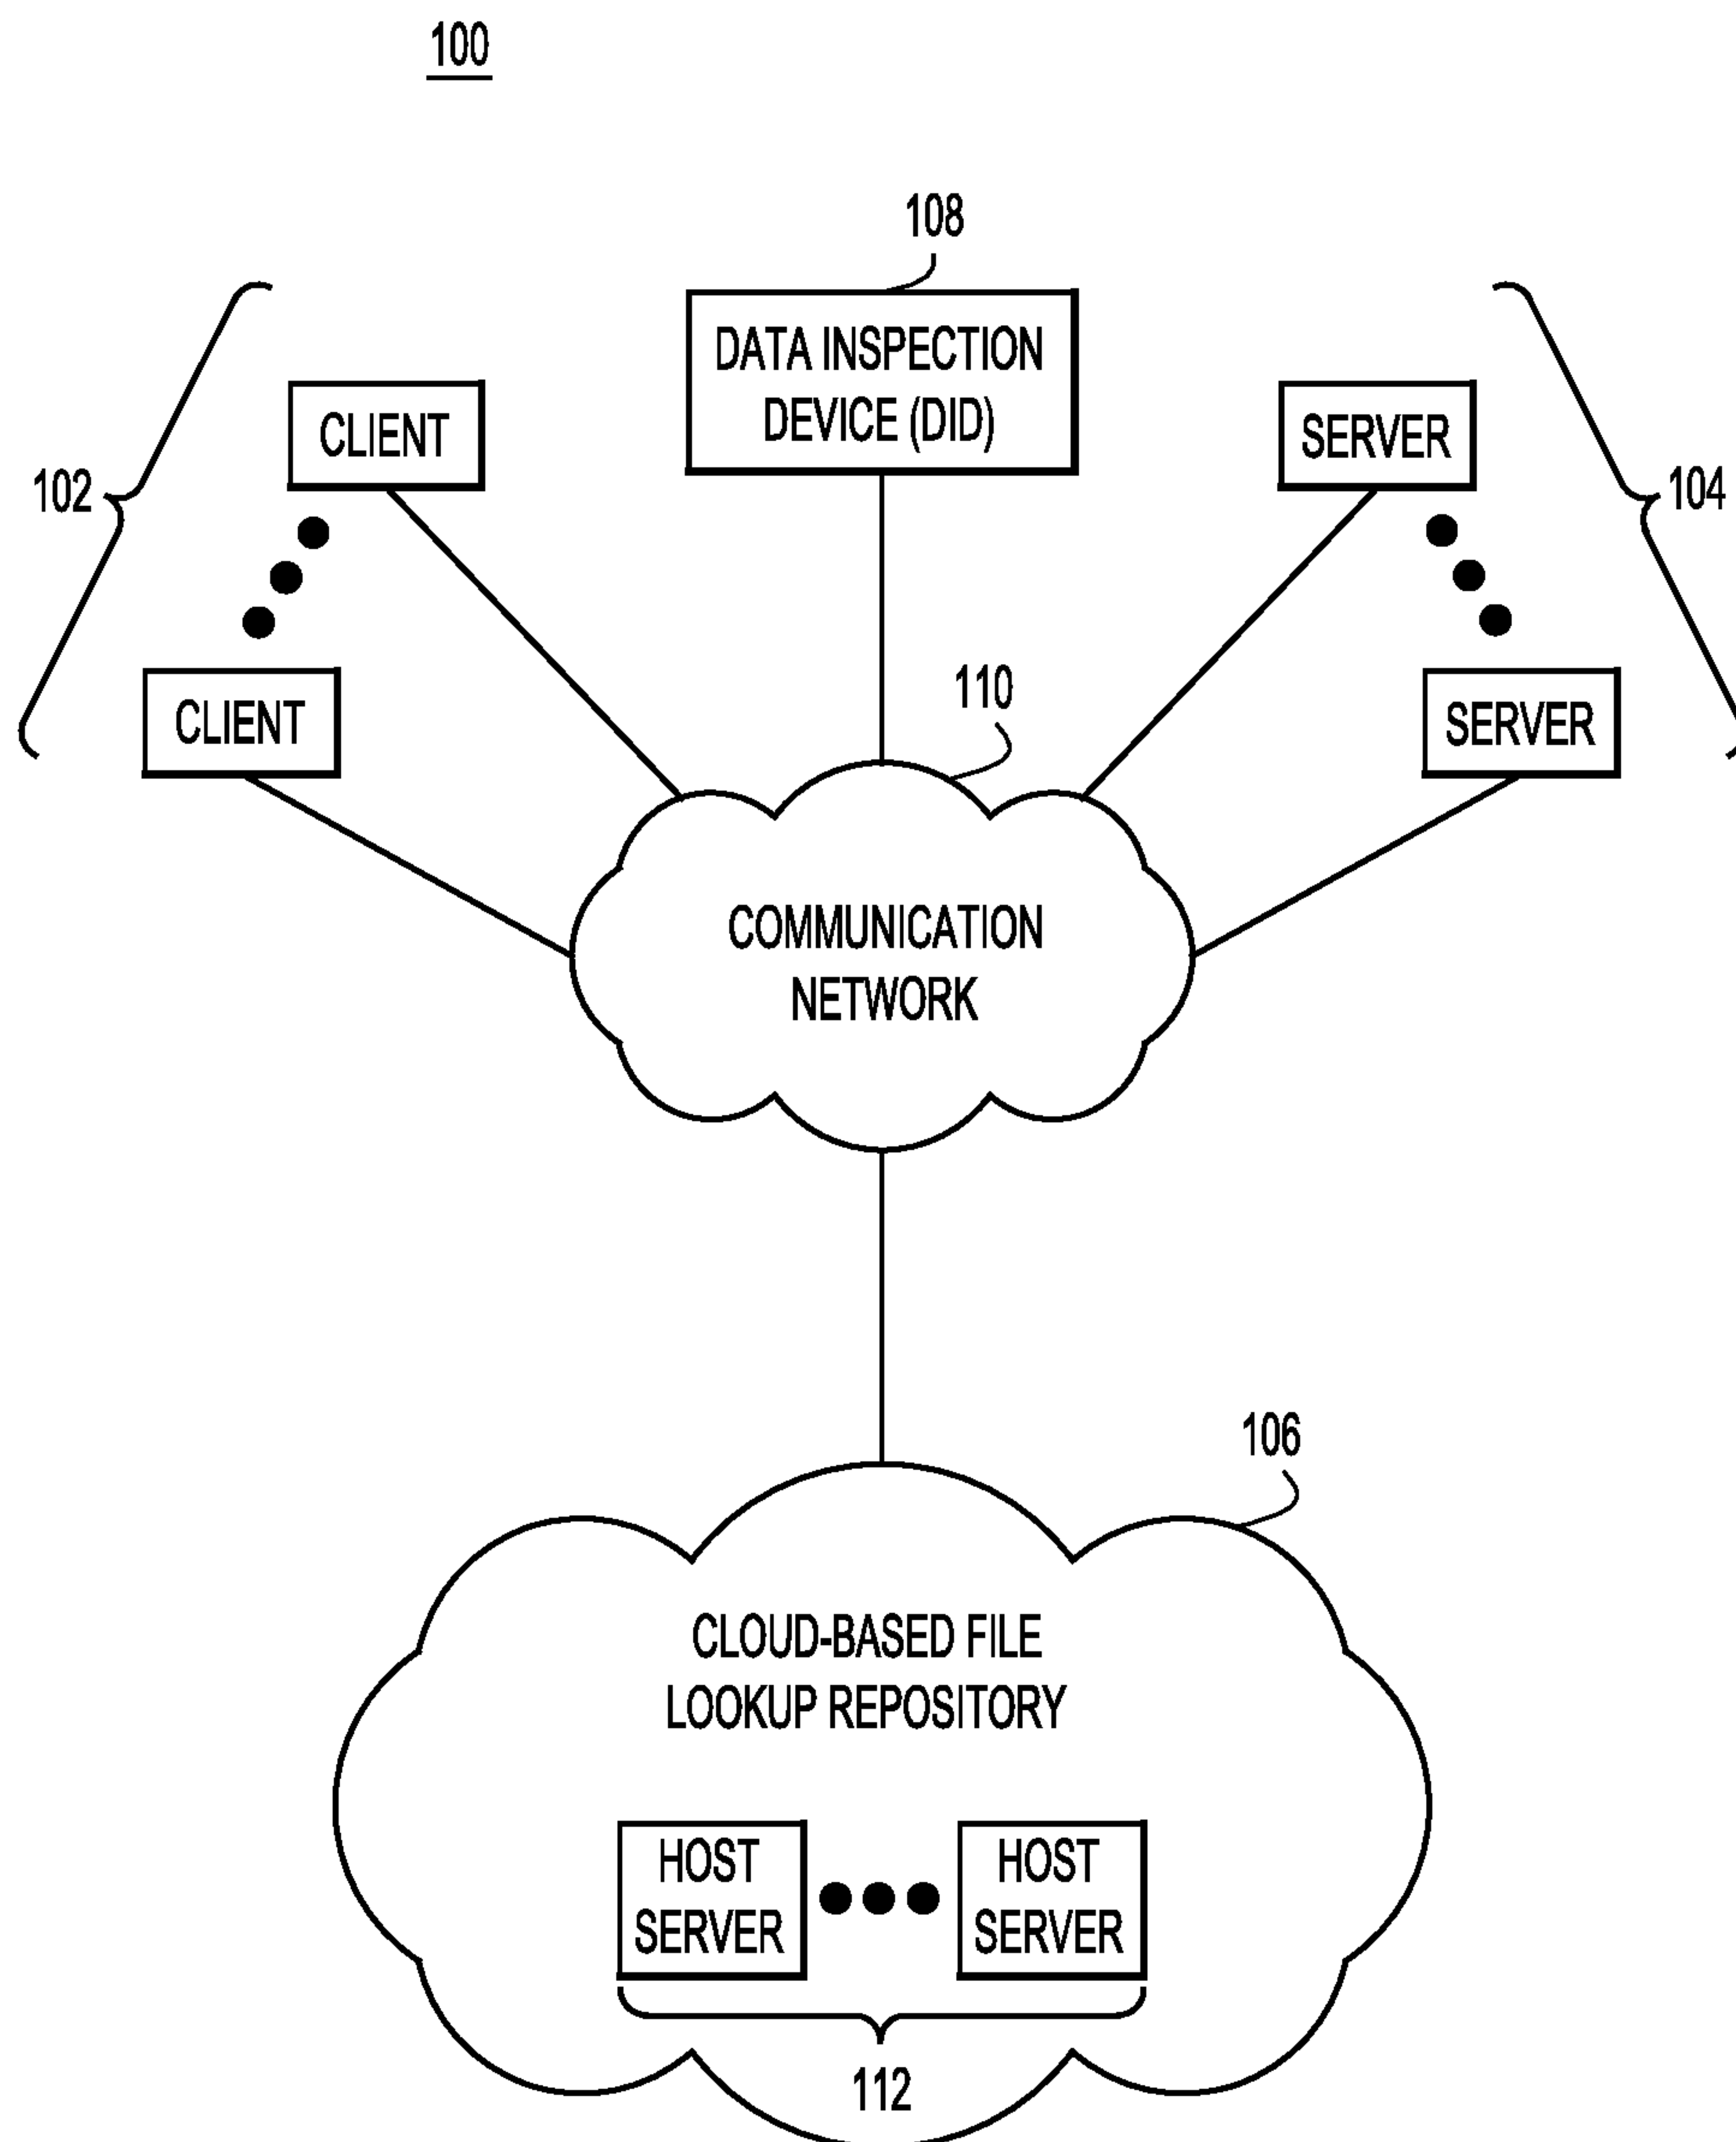 100
108
DATA INSPECTION
DEVICE (DID)
CLIENT
SERVER
102
104
110
CLIENT
SERVER
COMMUNICATION
NETWORK
106
CLOUD-BASED FILE
LOOKUP REPOSITORY
HOST
SERVER
HOST
SERVER
112